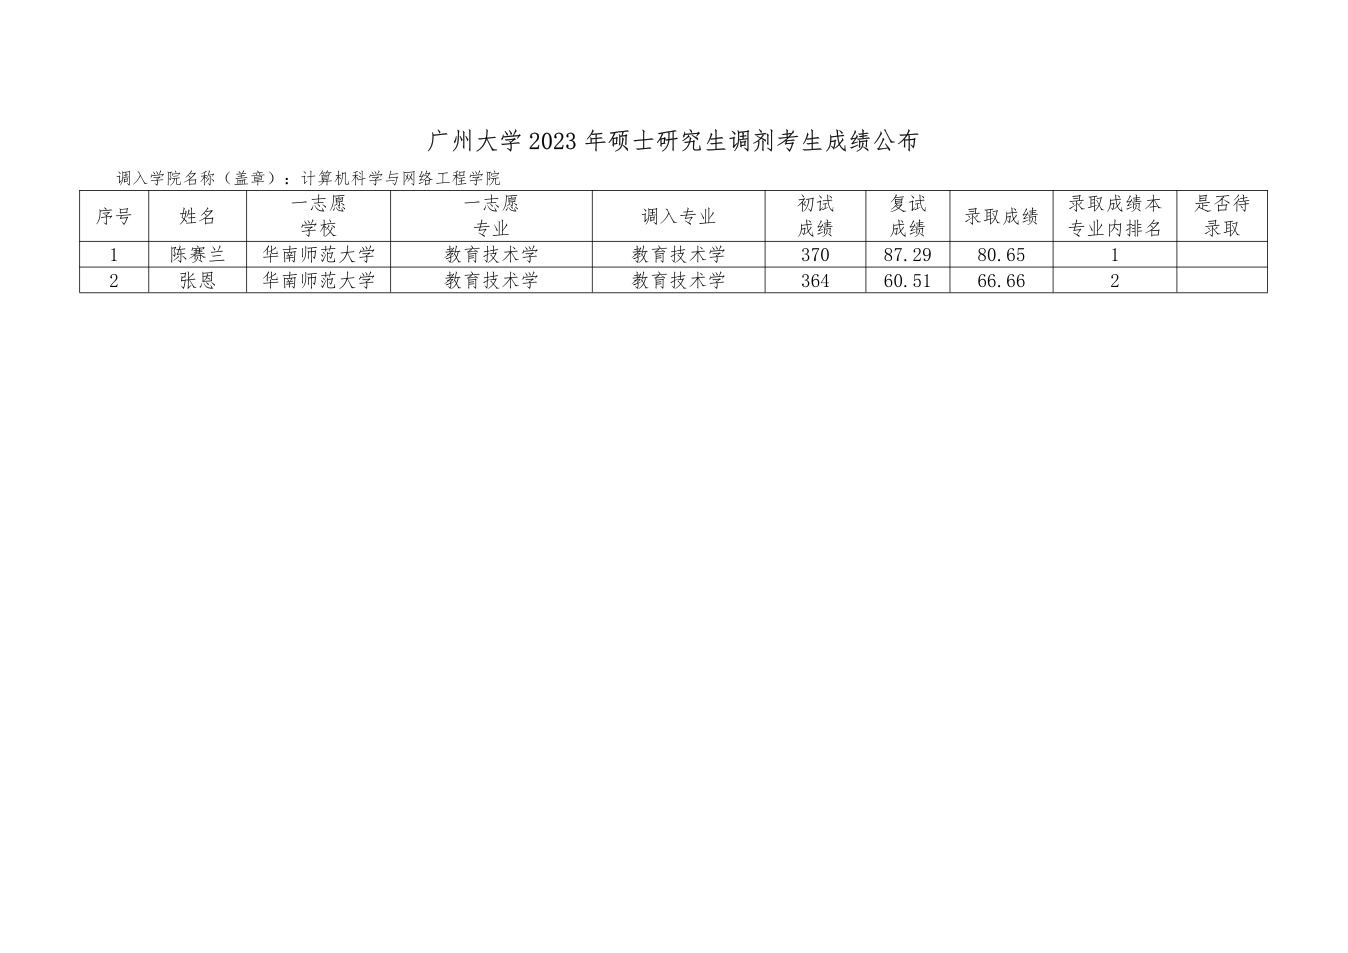 广州大学 2023 年硕士研究生调剂考生成绩公布
调入学院名称（盖章）：计算机科学与网络工程学院
序号 姓名 一志愿学校 一志愿专业 调入专业 初试成绩 复试成绩 录取成绩 录取成绩本专业内排名 是否待录取
1 陈赛兰 华南师范大学 教育技术学 教育技术学 370 87.29 80.65 1
2 张恩 华南师范大学 教育技术学 教育技术学 364 60.51 66.66 2